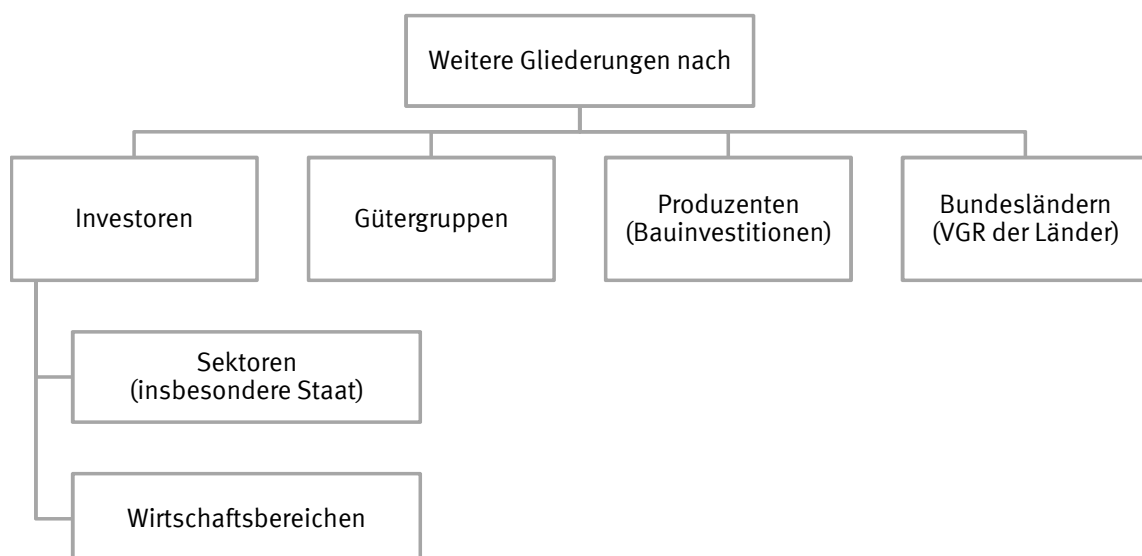 Weitere Gliederungen nach
Investoren
Gütergruppen
Produzenten
(Bauinvestitionen)
Bundesländern
(VGR der Länder)
Sektoren
(insbesondere Staat)
Wirtschaftsbereichen